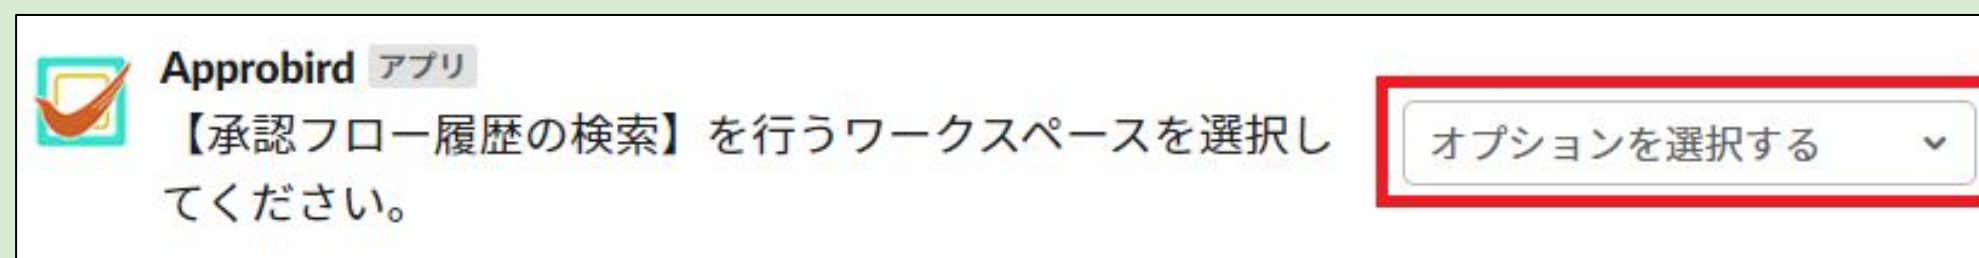 Approbird アプリ
【承認フロー履歴の検索】を行うワークスペースを選択し
てください。
オプションを選択する